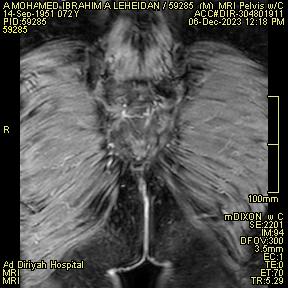 A MOHAMED, IBRAHIM A LEHEIDAN / 59285 (M) MRI Pelvis w/C
14-Sep-1951 072Y
ACC#DIR-304801911
PID:59285
06-Dec-2023 12:18 PM
59285
R
100mm
mDIXON_w C
SE:2201
IM:94
DFOV:300
3.5mm
EC:1
TE:0
ET:70
TR:5.29
Ad Diriyah Hospital
MRI
MRI